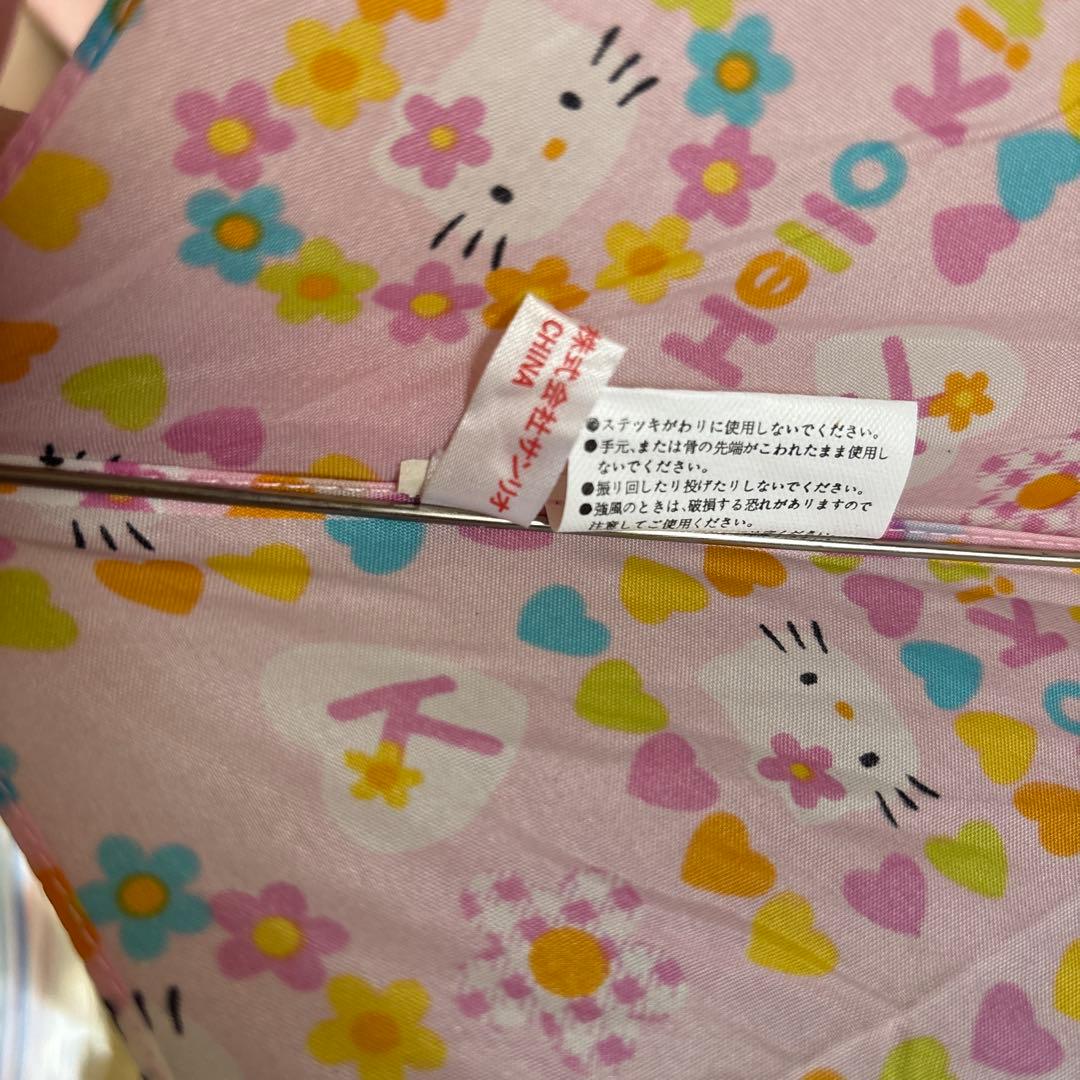 Hello Ki
K
株式会社サンリオ
CHINA
●ステッキがわりに使用しないでください。
●手元、または骨の先端がこわれたまま使用し
ないでください。
●振り回したり投げたりしないでください。
●強風のときは、破損する恐れがありますので
注意してご使用ください。
K
Ki